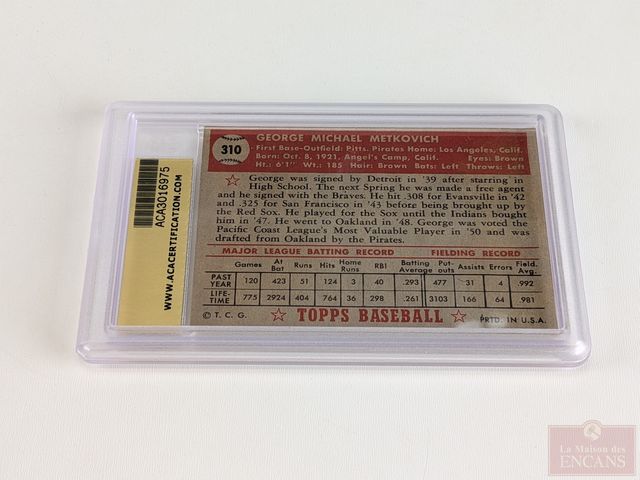 310
GEORGE MICHAEL METKOVICH
First Base-Outfield: Pitts. Pirates Home: Los Angeles, Calif.
Born: Oct. 8, 1921, Angel's Camp, Calif. Eyes: Brown
Ht.: 6'1" Wt.: 185 Hair: Brown Bats: Left Throws: Left
George was signed by Detroit in '39 after starring in
High School. The next Spring he was made a free agent
and he signed with the Braves. He hit .308 for Evansville in '42
and .325 for San Francisco in '43 before being brought up by
the Red Sox. He played for the Sox until the Indians bought
him in '47. He went to Oakland in '48. George was voted the
Pacific Coast League's Most Valuable Player in '50 and was
drafted from Oakland by the Pirates.
MAJOR LEAGUE BATTING RECORD FIELDING RECORD
Games At Bat Runs Hits Home Runs RBI Batting Average Put-outs Assists Errors Field. Avg.
PAST YEAR 120 423 51 124 3 40 .293 477 31 4 .992
LIFE-TIME 775 2924 404 764 36 298 .261 3103 166 64 .981
© T. C. G. TOPPS BASEBALL PRTD. IN U.S.A.
ACA3016975
WWW.ACACERTIFICATION.COM
La Maison des
ENCANS